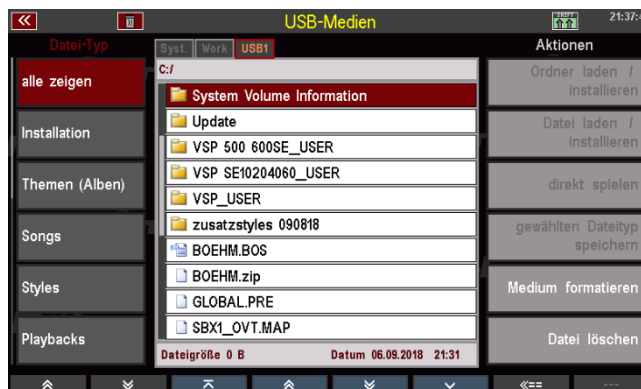 USB-Medien
21:37:
Datei-Typ
Syst. Work USB1
Aktionen
C:/
alle zeigen
Installation
Themen (Alben)
Songs
Styles
Playbacks
System Volume Information
Update
VSP 500 600SE_USER
VSP SE10204060_USER
VSP_USER
zusatzstyles 090818
BOEHM.BOS
BOEHM.zip
GLOBAL.PRE
SBX1_OVT.MAP
Dateigröße 0 B Datum 06.09.2018 21:31
Ordner laden /
installieren
Datei laden /
installieren
direkt spielen
gewählten Dateityp
speichern
Medium formatieren
Datei löschen